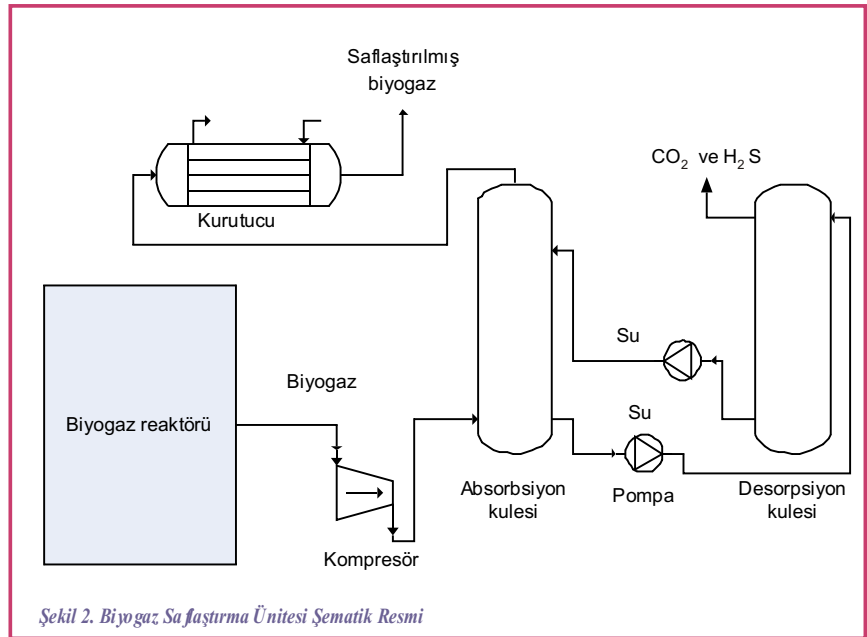 Saflaştırılmış
biyogaz
CO2 ve H2 S
Kurutucu
Su
Biyogaz
Biyogaz reaktörü
Su
Absorbsiyon
kulesi
Pompa
Desorpsiyon
kulesi
Kompresör
Şekil 2. Biyogaz Saflaştırma Ünitesi Şematik Resmi